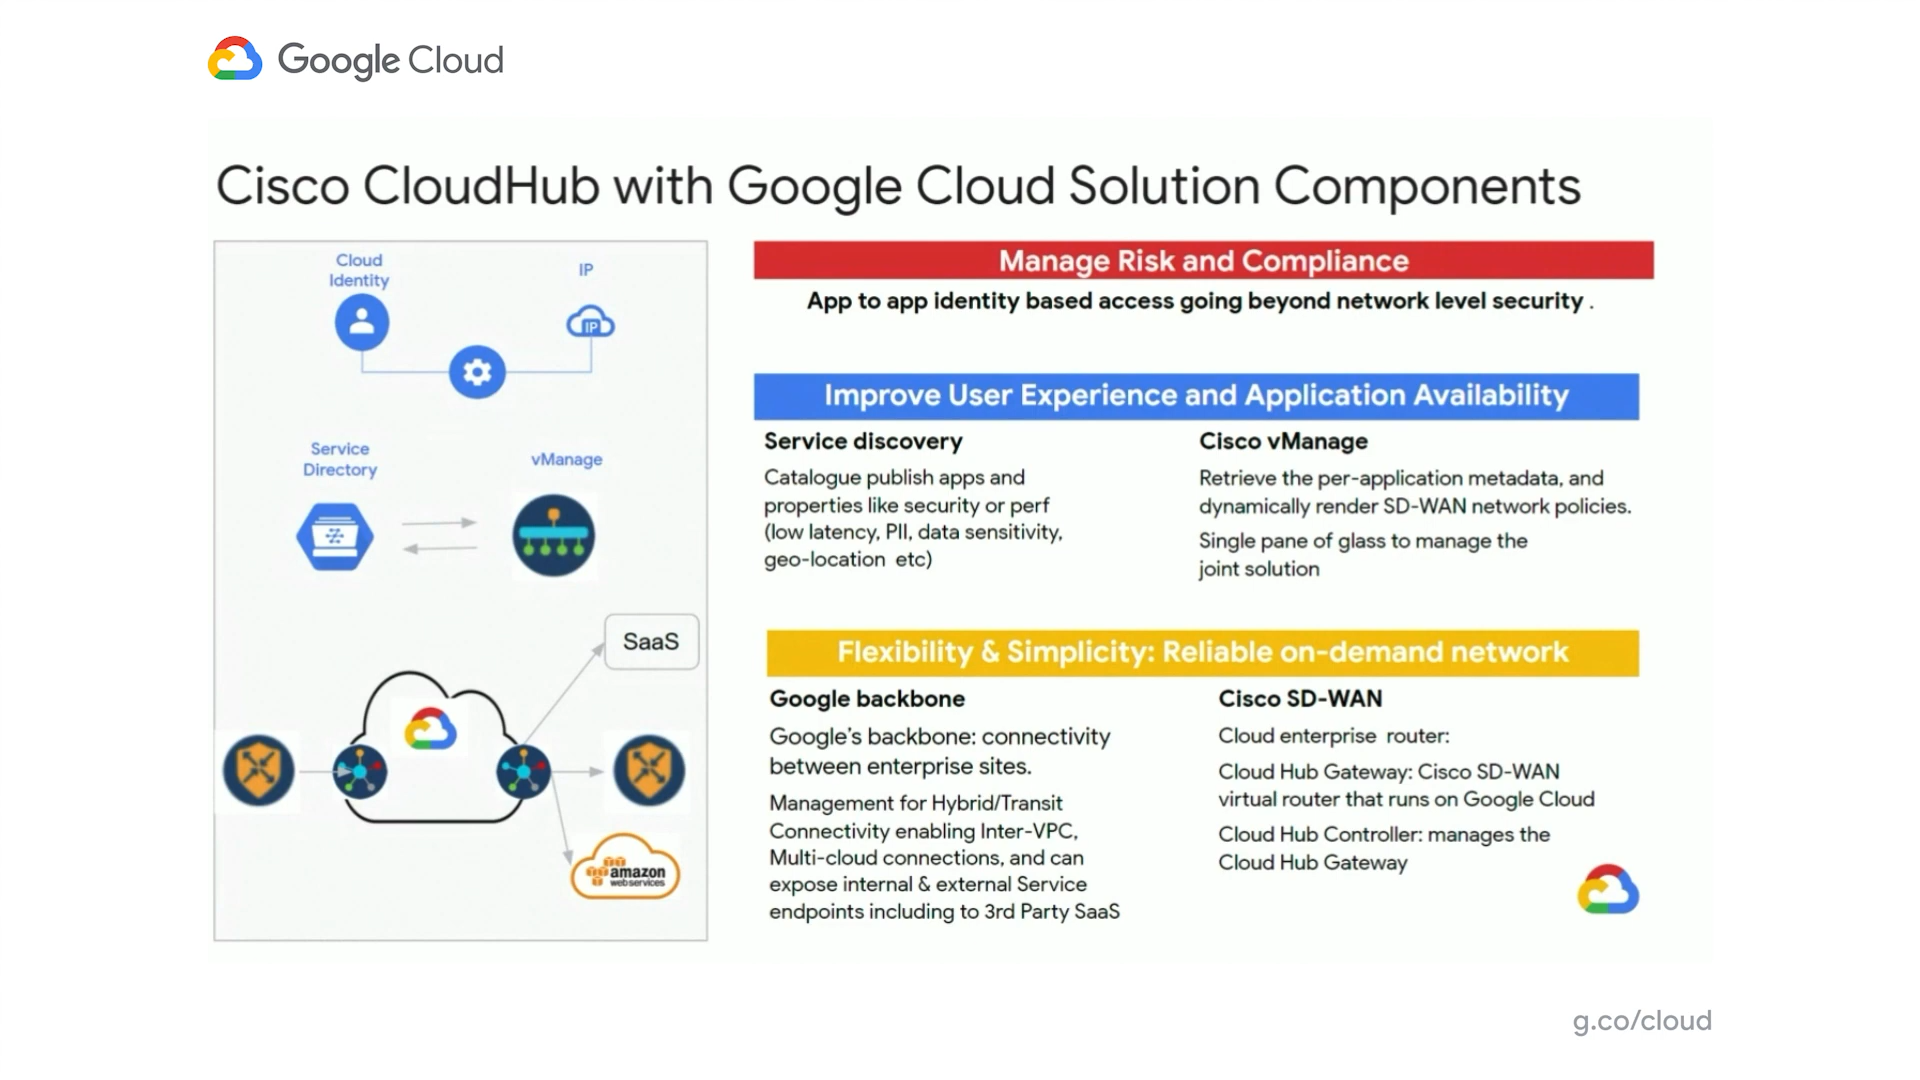 Google Cloud
Cisco CloudHub with Google Cloud Solution Components
Cloud
Identity
IP
IP
Service
Directory
vManage
SaaS
amazon
webservices
Manage Risk and Compliance
App to app identity based access going beyond network level security .
Improve User Experience and Application Availability
Service discovery
Catalogue publish apps and
properties like security or perf
(low latency, PII, data sensitivity,
geo-location etc)
Cisco vManage
Retrieve the per-application metadata, and
dynamically render SD-WAN network policies.
Single pane of glass to manage the
joint solution
Flexibility & Simplicity: Reliable on-demand network
Google backbone
Google's backbone: connectivity
between enterprise sites.
Management for Hybrid/Transit
Connectivity enabling Inter-VPC,
Multi-cloud connections, and can
expose internal & external Service
endpoints including to 3rd Party SaaS
Cisco SD-WAN
Cloud enterprise router:
Cloud Hub Gateway: Cisco SD-WAN
virtual router that runs on Google Cloud
Cloud Hub Controller: manages the
Cloud Hub Gateway
g.co/cloud